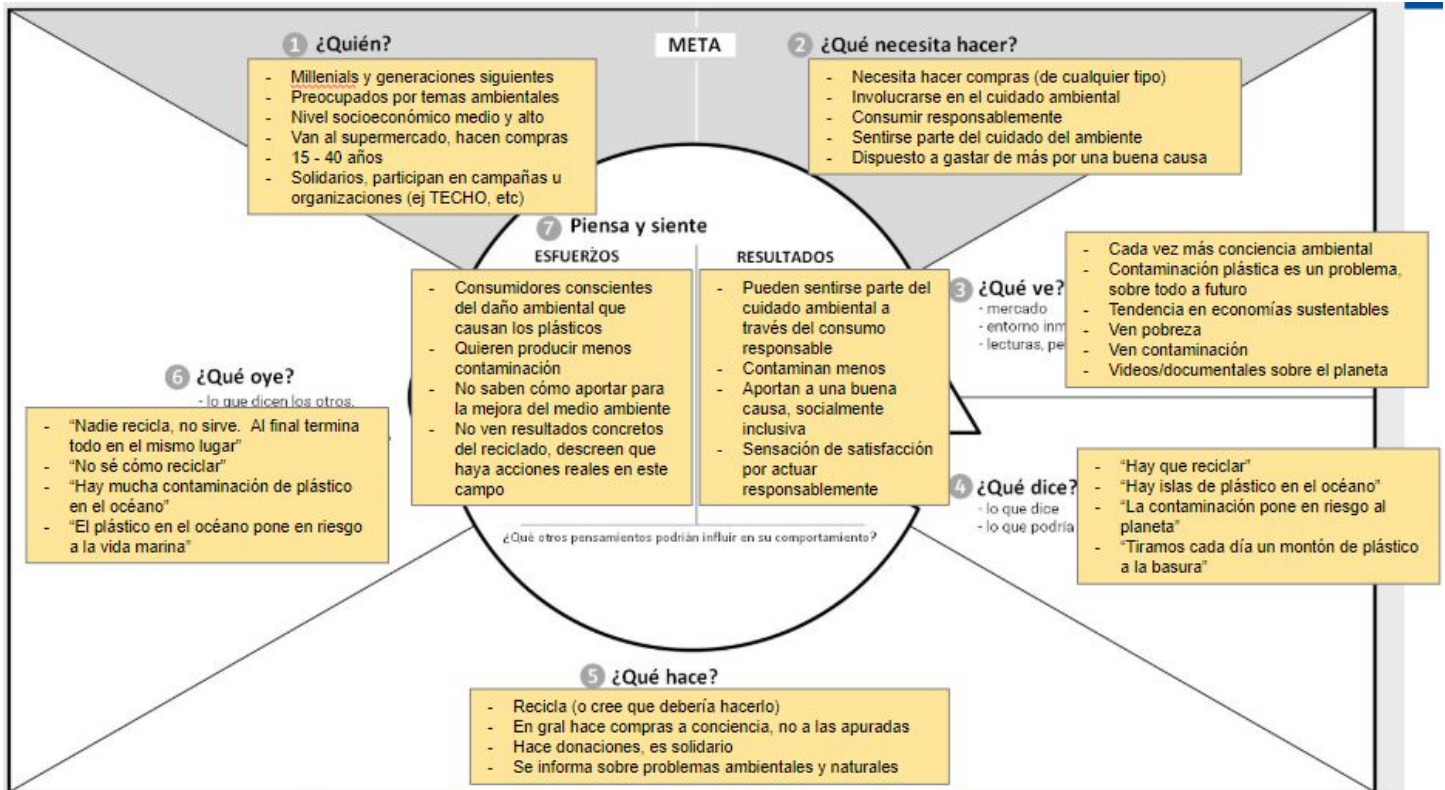 META
1 ¿Quién?
- Millenials y generaciones siguientes
- Preocupados por temas ambientales
- Nivel socioeconómico medio y alto
- Van al supermercado, hacen compras
- 15 - 40 años
- Solidarios, participan en campañas u
organizaciones (ej TECHO, etc)
2 ¿Qué necesita hacer?
- Necesita hacer compras (de cualquier tipo)
- Involucrarse en el cuidado ambiental
- Consumir responsablemente
- Sentirse parte del cuidado del ambiente
- Dispuesto a gastar de más por una buena causa
3 ¿Qué ve?
- mercado
- entorno
- lecturas,
- Cada vez más conciencia ambiental
- Contaminación plástica es un problema,
sobre todo a futuro
- Tendencia en economías sustentables
- Ven pobreza
- Ven contaminación
- Videos/documentales sobre el planeta
4 ¿Qué dice?
- lo que dice
- lo que podría
- “Hay que reciclar”
- “Hay islas de plástico en el océano”
- “La contaminación pone en riesgo al
planeta”
- “Tiramos cada día un montón de plástico
a la basura”
5 ¿Qué hace?
- Recicla (o cree que debería hacerlo)
- En gral hace compras a conciencia, no a las apuradas
- Hace donaciones, es solidario
- Se informa sobre problemas ambientales y naturales
6 ¿Qué oye?
- lo que dicen los otros.
- “Nadie recicla, no sirve. Al final termina
todo en el mismo lugar”
- “No sé cómo reciclar”
- “Hay mucha contaminación de plástico
en el océano”
- “El plástico en el océano pone en riesgo
a la vida marina”
7 Piensa y siente
ESFUERZOS
- Consumidores conscientes
del daño ambiental que
causan los plásticos
- Quieren producir menos
contaminación
- No saben cómo aportar para
la mejora del medio ambiente
- No ven resultados concretos
del reciclado, descreen que
haya acciones reales en este
campo
RESULTADOS
- Pueden sentirse parte del
cuidado ambiental a
través del consumo
responsable
- Contaminan menos
- Aportan a una buena
causa, socialmente
inclusiva
- Sensación de satisfacción
por actuar
responsablemente
¿Qué otros pensamientos podrían influir en su comportamiento?